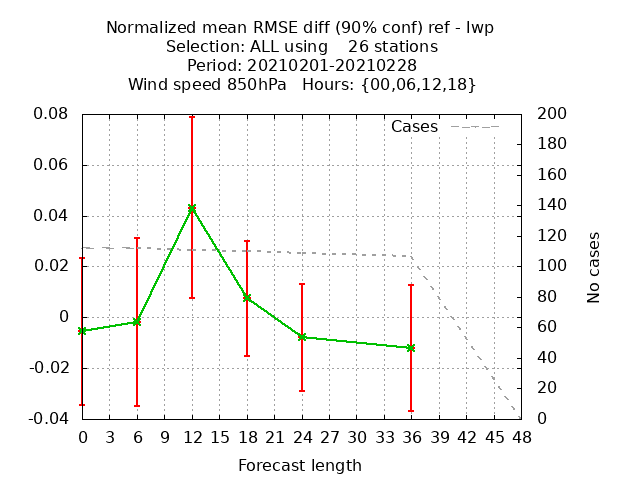 Normalized mean RMSE diff (90% conf) ref - lwp
Selection: ALL using    26 stations
Period: 20210201-20210228
Wind speed 850hPa   Hours: {00,06,12,18}
0.08
0.06
0.04
0.02
0
-0.02
-0.04
Cases
200
180
160
140
120
100
80
60
40
20
0
No cases
0 3 6 9 12 15 18 21 24 27 30 33 36 39 42 45 48
Forecast length